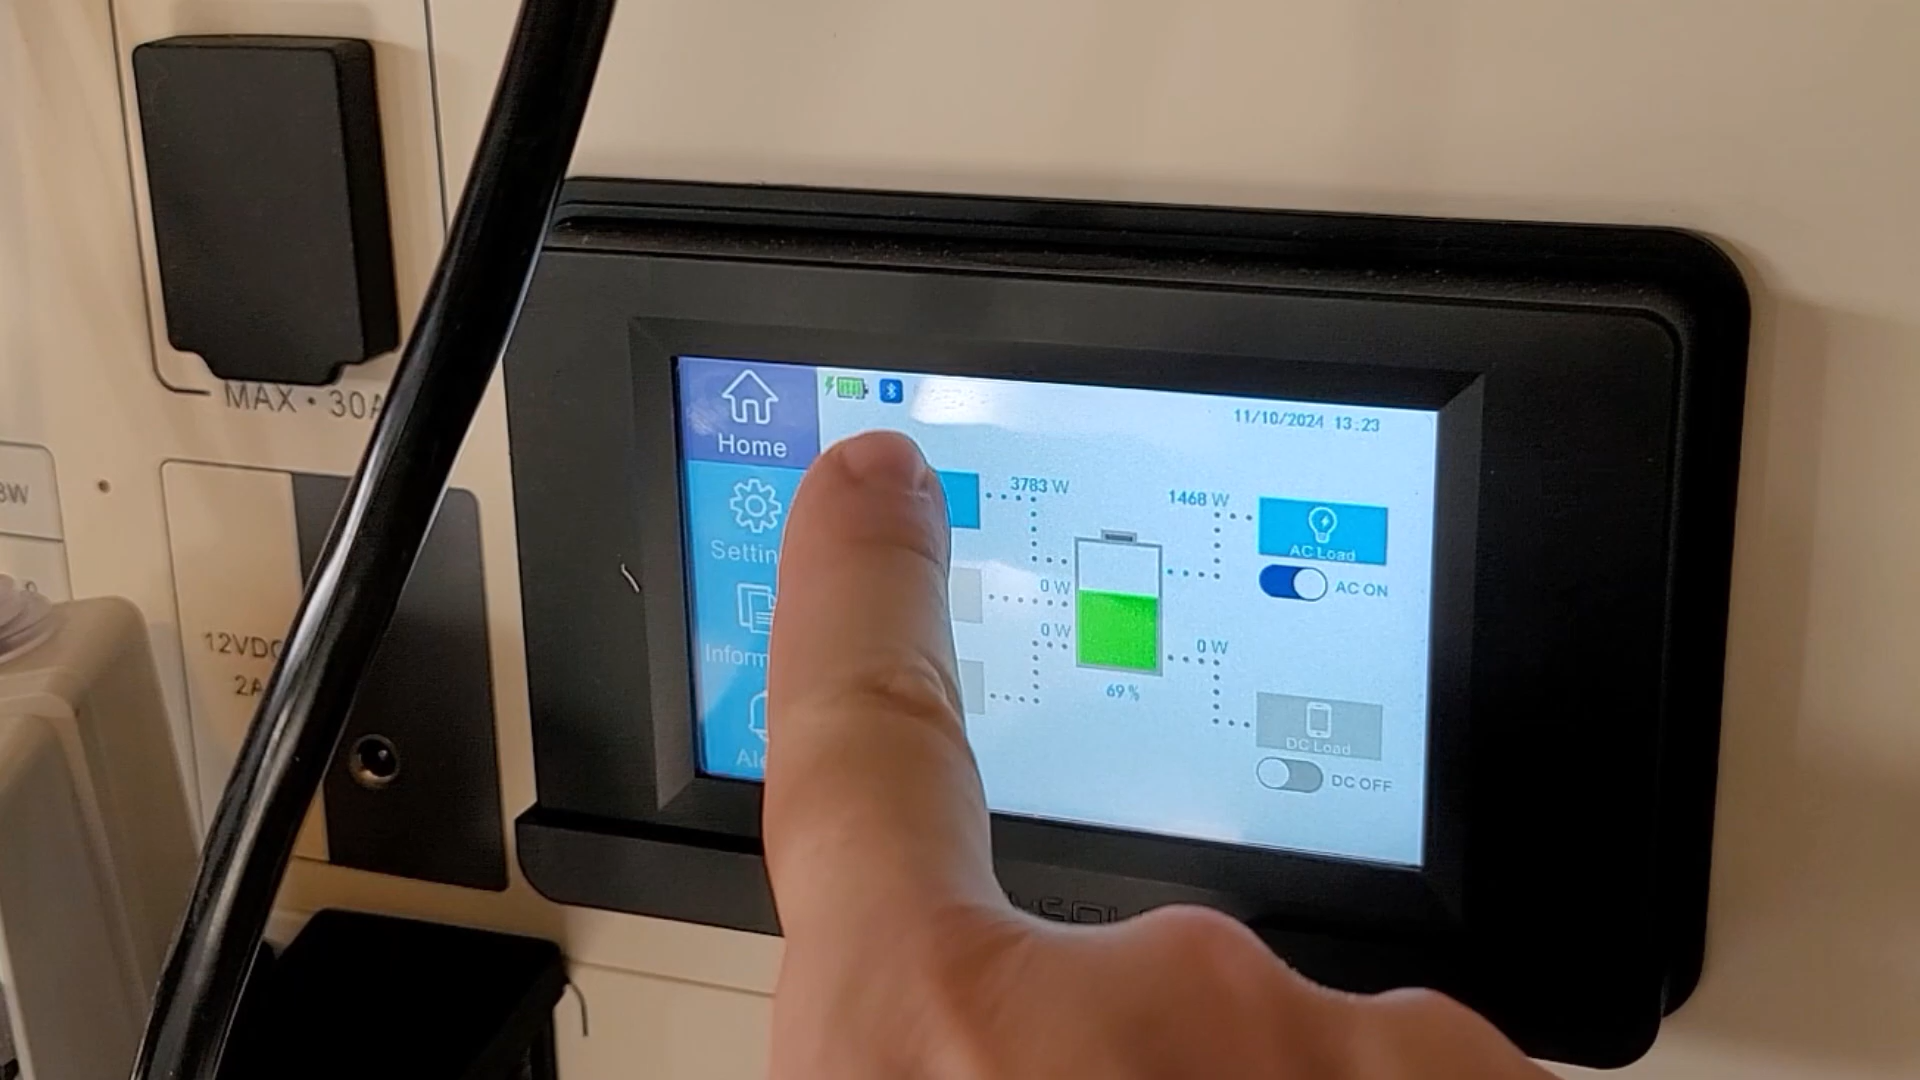 MAX • 30A
3W
12VDC
2A
Home
11/10/2024 13:23
3783 W
1468 W
AC Load
Settin
0 W
AC ON
0 W
0 W
Inform
69%
DC Load
Ale
DC OFF